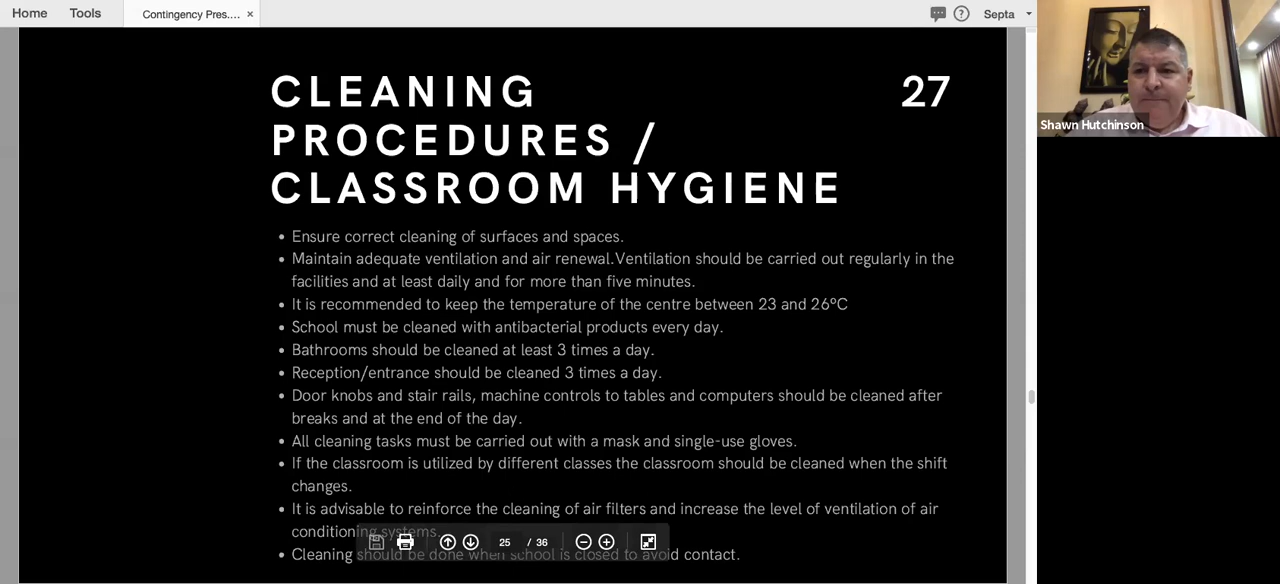 Home Tools Contingency Pres.... × Septa
CLEANING 27
PROCEDURES /
CLASSROOM HYGIENE
Shawn Hutchinson
• Ensure correct cleaning of surfaces and spaces.
• Maintain adequate ventilation and air renewal.Ventilation should be carried out regularly in the
facilities and at least daily and for more than five minutes.
• It is recommended to keep the temperature of the centre between 23 and 26ºC
• School must be cleaned with antibacterial products every day.
• Bathrooms should be cleaned at least 3 times a day.
• Reception/entrance should be cleaned 3 times a day.
• Door knobs and stair rails, machine controls to tables and computers should be cleaned after
breaks and at the end of the day.
• All cleaning tasks must be carried out with a mask and single-use gloves.
• If the classroom is utilized by different classes the classroom should be cleaned when the shift
changes.
• It is advisable to reinforce the cleaning of air filters and increase the level of ventilation of air
conditioning systems.
25 / 36
• Cleaning should be done when school is closed to avoid contact.